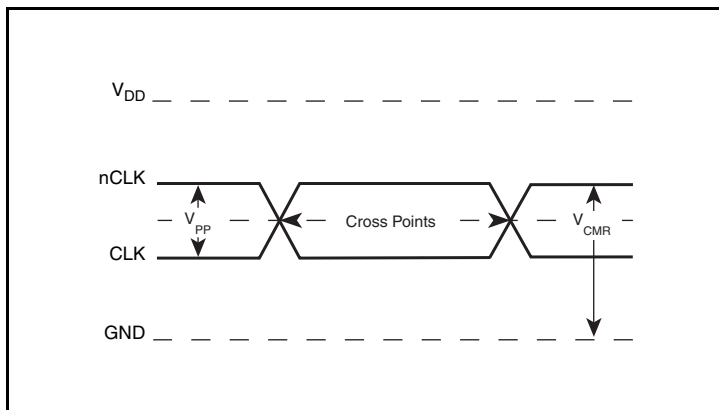 VDD
nCLK
VPP
Cross Points
VCMR
CLK
GND